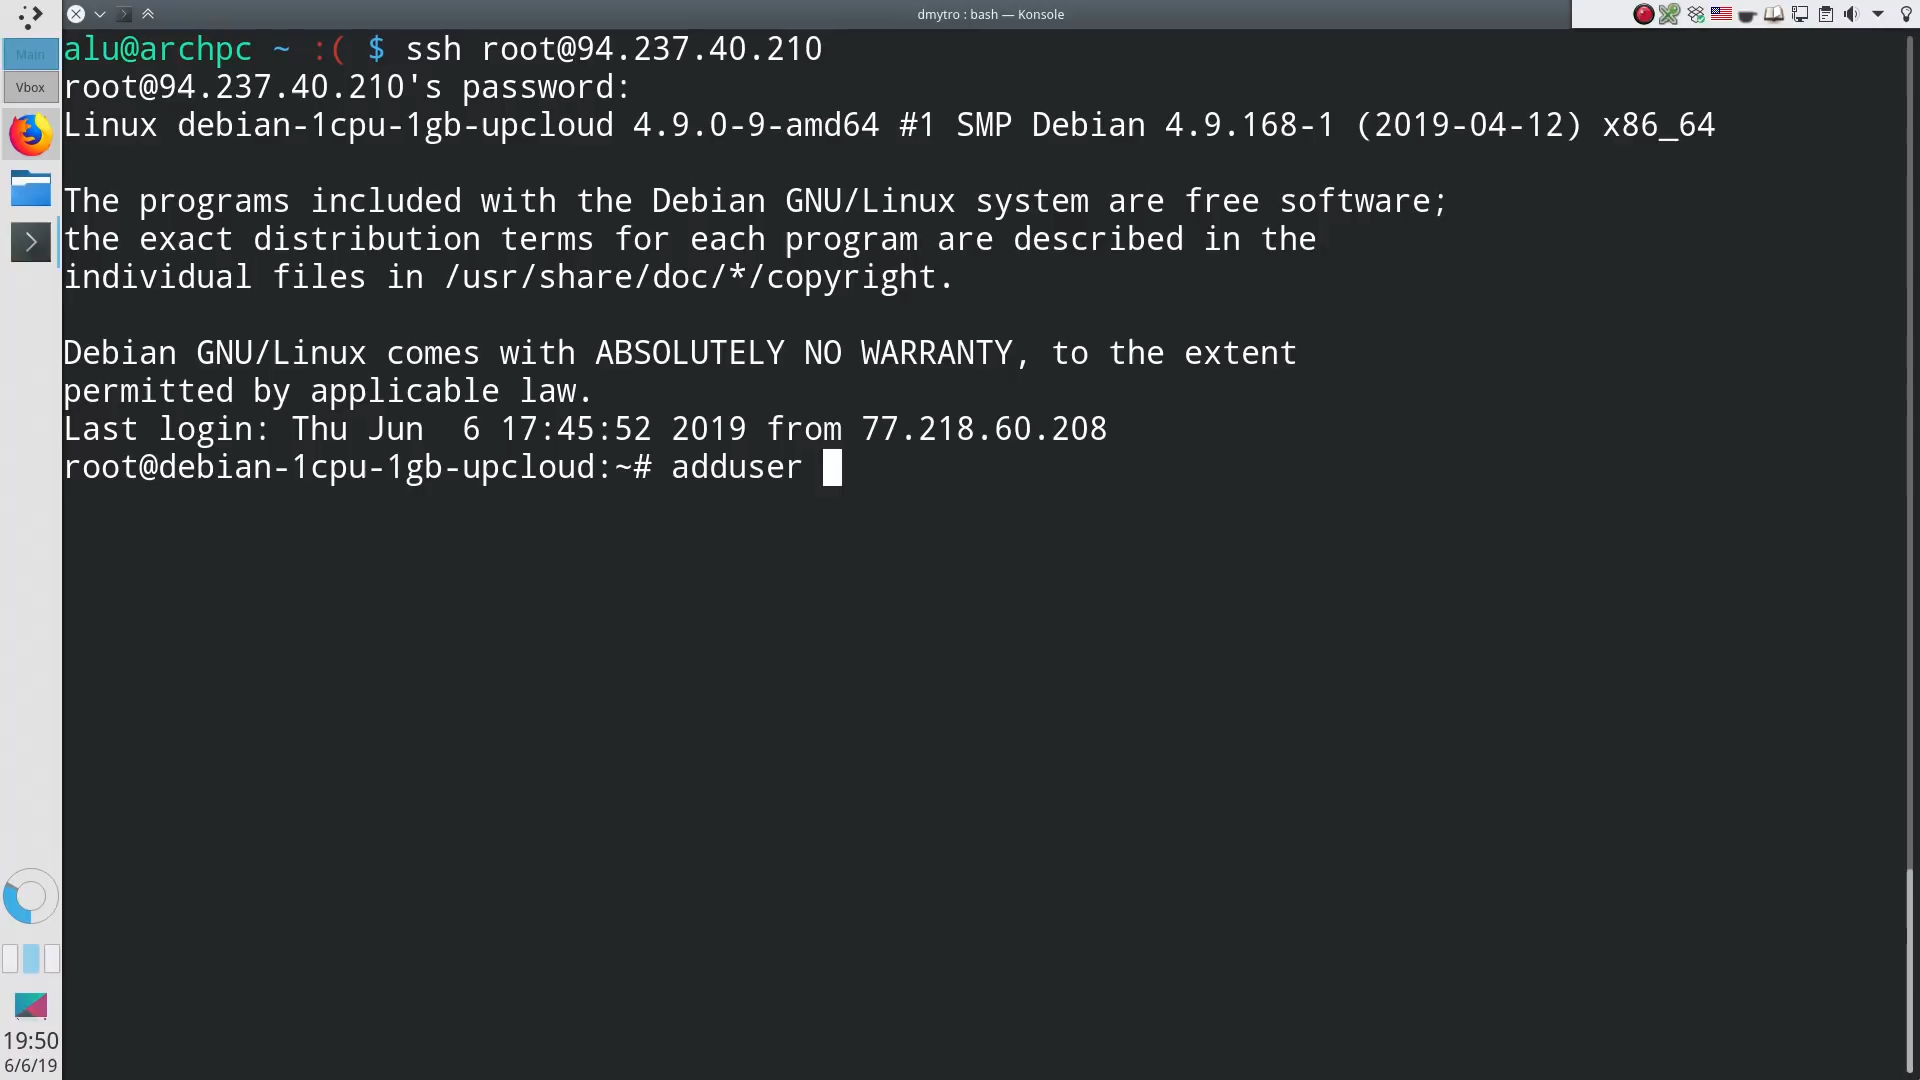 dmytro : bash — Konsole
Main
Vbox
alu@archpc ~ :( $ ssh root@94.237.40.210
root@94.237.40.210's password:
Linux debian-1cpu-1gb-upcloud 4.9.0-9-amd64 #1 SMP Debian 4.9.168-1 (2019-04-12) x86_64
The programs included with the Debian GNU/Linux system are free software;
the exact distribution terms for each program are described in the
individual files in /usr/share/doc/*/copyright.
Debian GNU/Linux comes with ABSOLUTELY NO WARRANTY, to the extent
permitted by applicable law.
Last login: Thu Jun  6 17:45:52 2019 from 77.218.60.208
root@debian-1cpu-1gb-upcloud:~# adduser
19:50
6/6/19